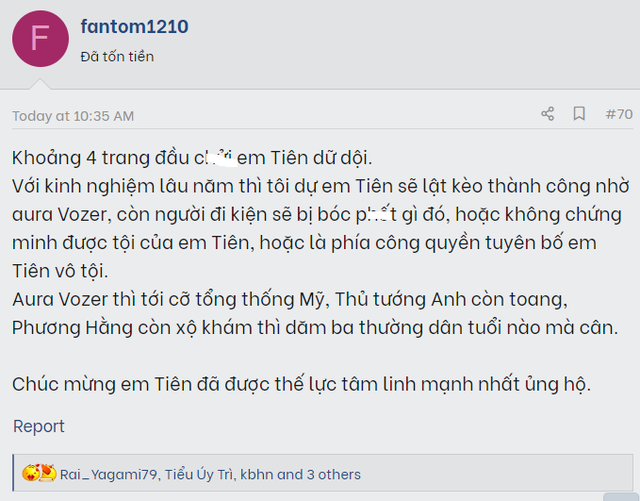 F
fantom1210
Đã tốn tiền
Today at 10:35 AM
#70
Khoảng 4 trang đầu em Tiên dữ dội.
Với kinh nghiệm lâu năm thì tôi dự em Tiên sẽ lật kèo thành công nhờ
aura Vozer, còn người đi kiện sẽ bị bóc gì đó, hoặc không chứng
minh được tội của em Tiên, hoặc là phía công quyền tuyên bố em
Tiên vô tội.
Aura Vozer thì tới cỡ tổng thống Mỹ, Thủ tướng Anh còn toang,
Phương Hằng còn xộ khám thì dăm ba thường dân tuổi nào mà cân.
Chúc mừng em Tiên đã được thế lực tâm linh mạnh nhất ủng hộ.
Report
Rai_Yagami79, Tiểu Úy Trì, kbhn and 3 others